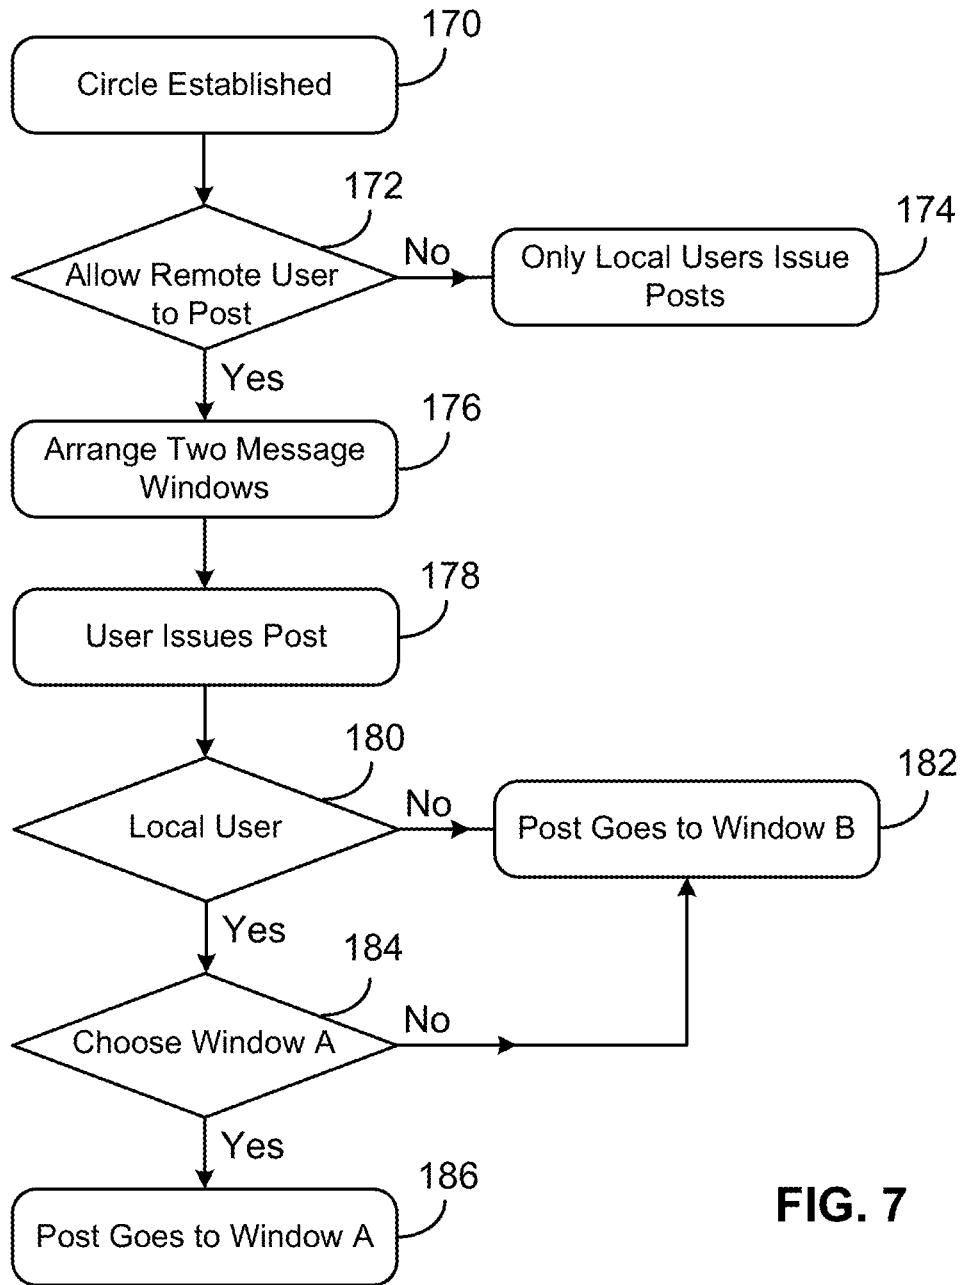 170
Circle Established
172
174
No
Only Local Users Issue
Posts
Allow Remote User
to Post
Yes
176
Arrange Two Message
Windows
178
User Issues Post
180
182
No
Local User
Post Goes to Window B
Yes
184
No
Choose Window A
Yes
186
Post Goes to Window A
FIG. 7